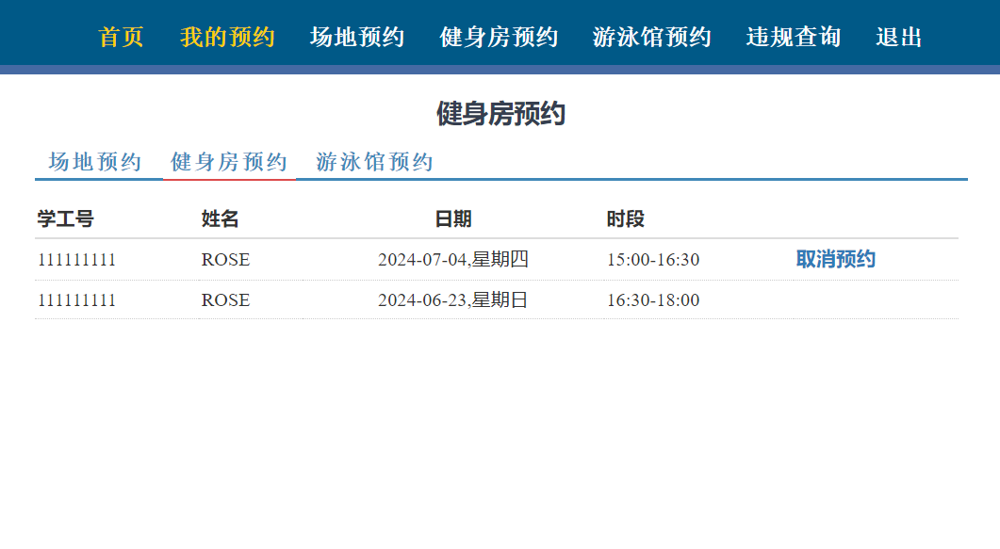 首页 我的预约 场地预约 健身房预约 游泳馆预约 违规查询 退出
健身房预约
场地预约 健身房预约 游泳馆预约
学工号 姓名 日期 时段
111111111 ROSE 2024-07-04,星期四 15:00-16:30 取消预约
111111111 ROSE 2024-06-23,星期日 16:30-18:00